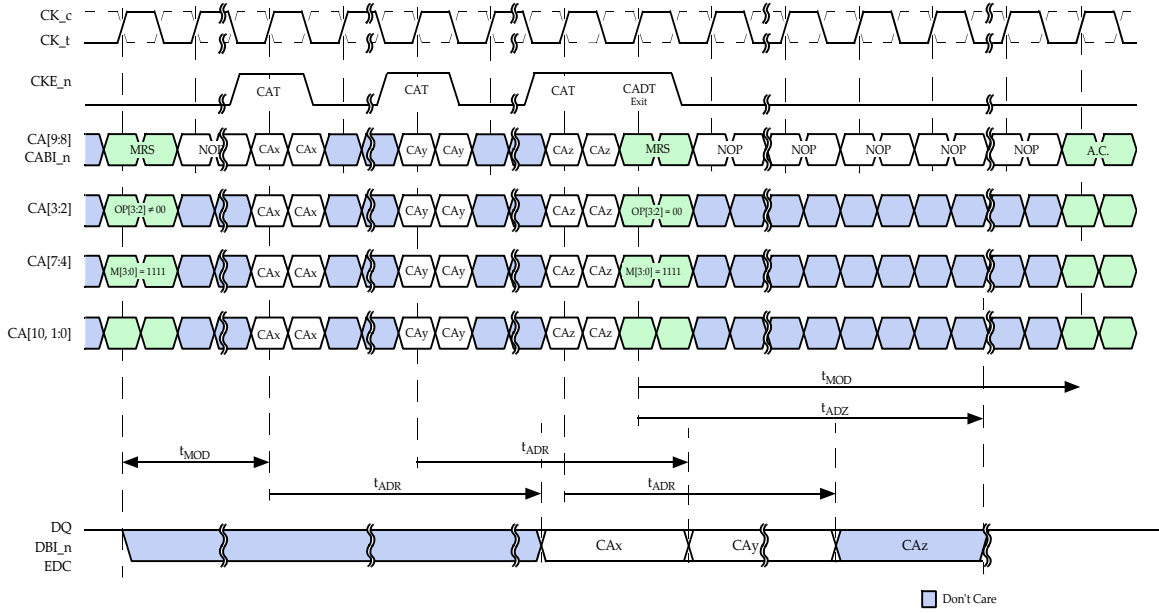 CK_c
CK_t
CKE_n
CAT
CAT
CAT
CADT
Exit
CA[9:8]
CABI_n
MRS
NOP
CAx
CAx
CAy
CAy
CAz
CAz
MRS
NOP
NOP
NOP
NOP
NOP
A.C.
CA[3:2]
OP[3:2] ≠ 00
CAx
CAx
CAy
CAy
CAz
CAz
OP[3:2] = 00
CA[7:4]
M[3:0] = 1111
CAx
CAx
CAy
CAy
CAz
CAz
M[3:0] = 1111
CA[10, 1:0]
CAx
CAx
CAy
CAy
CAz
CAz
tMOD
tADZ
tMOD
tADR
tADR
tADR
DQ
DBI_n
EDC
CAx
CAy
CAz
Don't Care